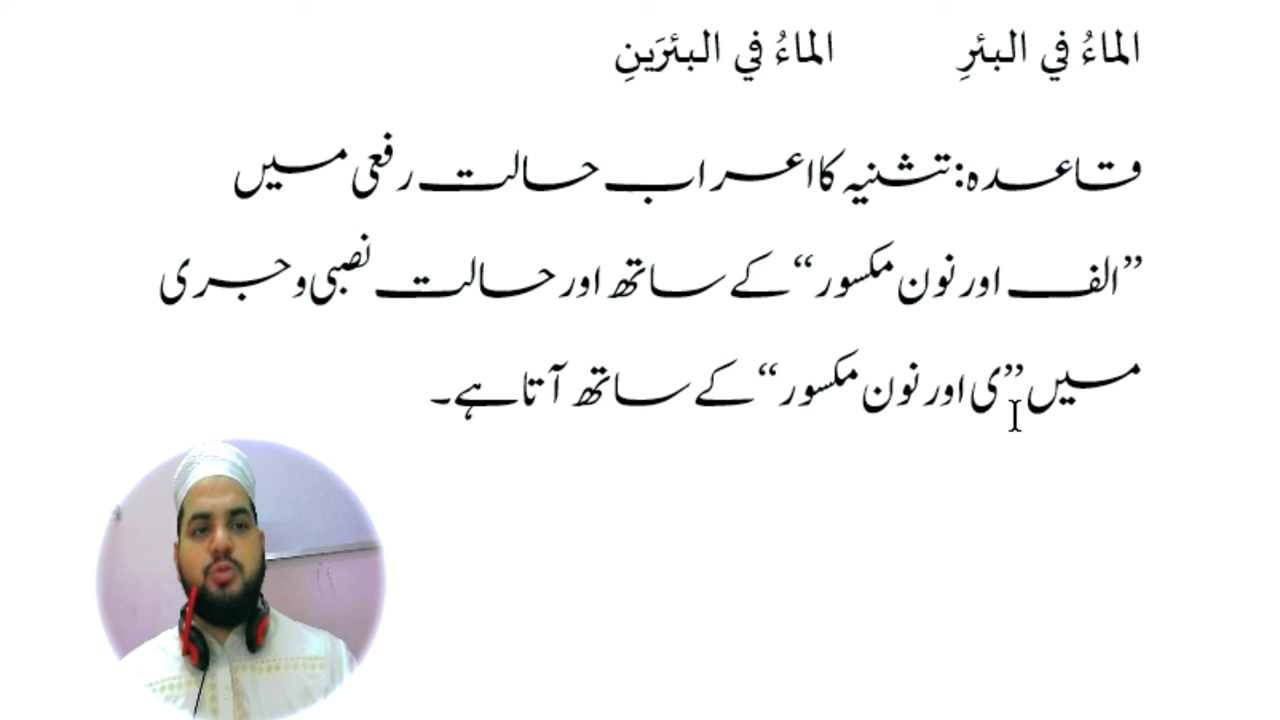 الماءُ في البئرِ الماءُ في البئرَينِ
قاعدہ: تثنیہ کا اعراب حالت رفعی میں
”الف اور نون مکسور“ کے ساتھ اور حالت نصبی و جری
میں ”ی اور نون مکسور“ کے ساتھ آتا ہے۔